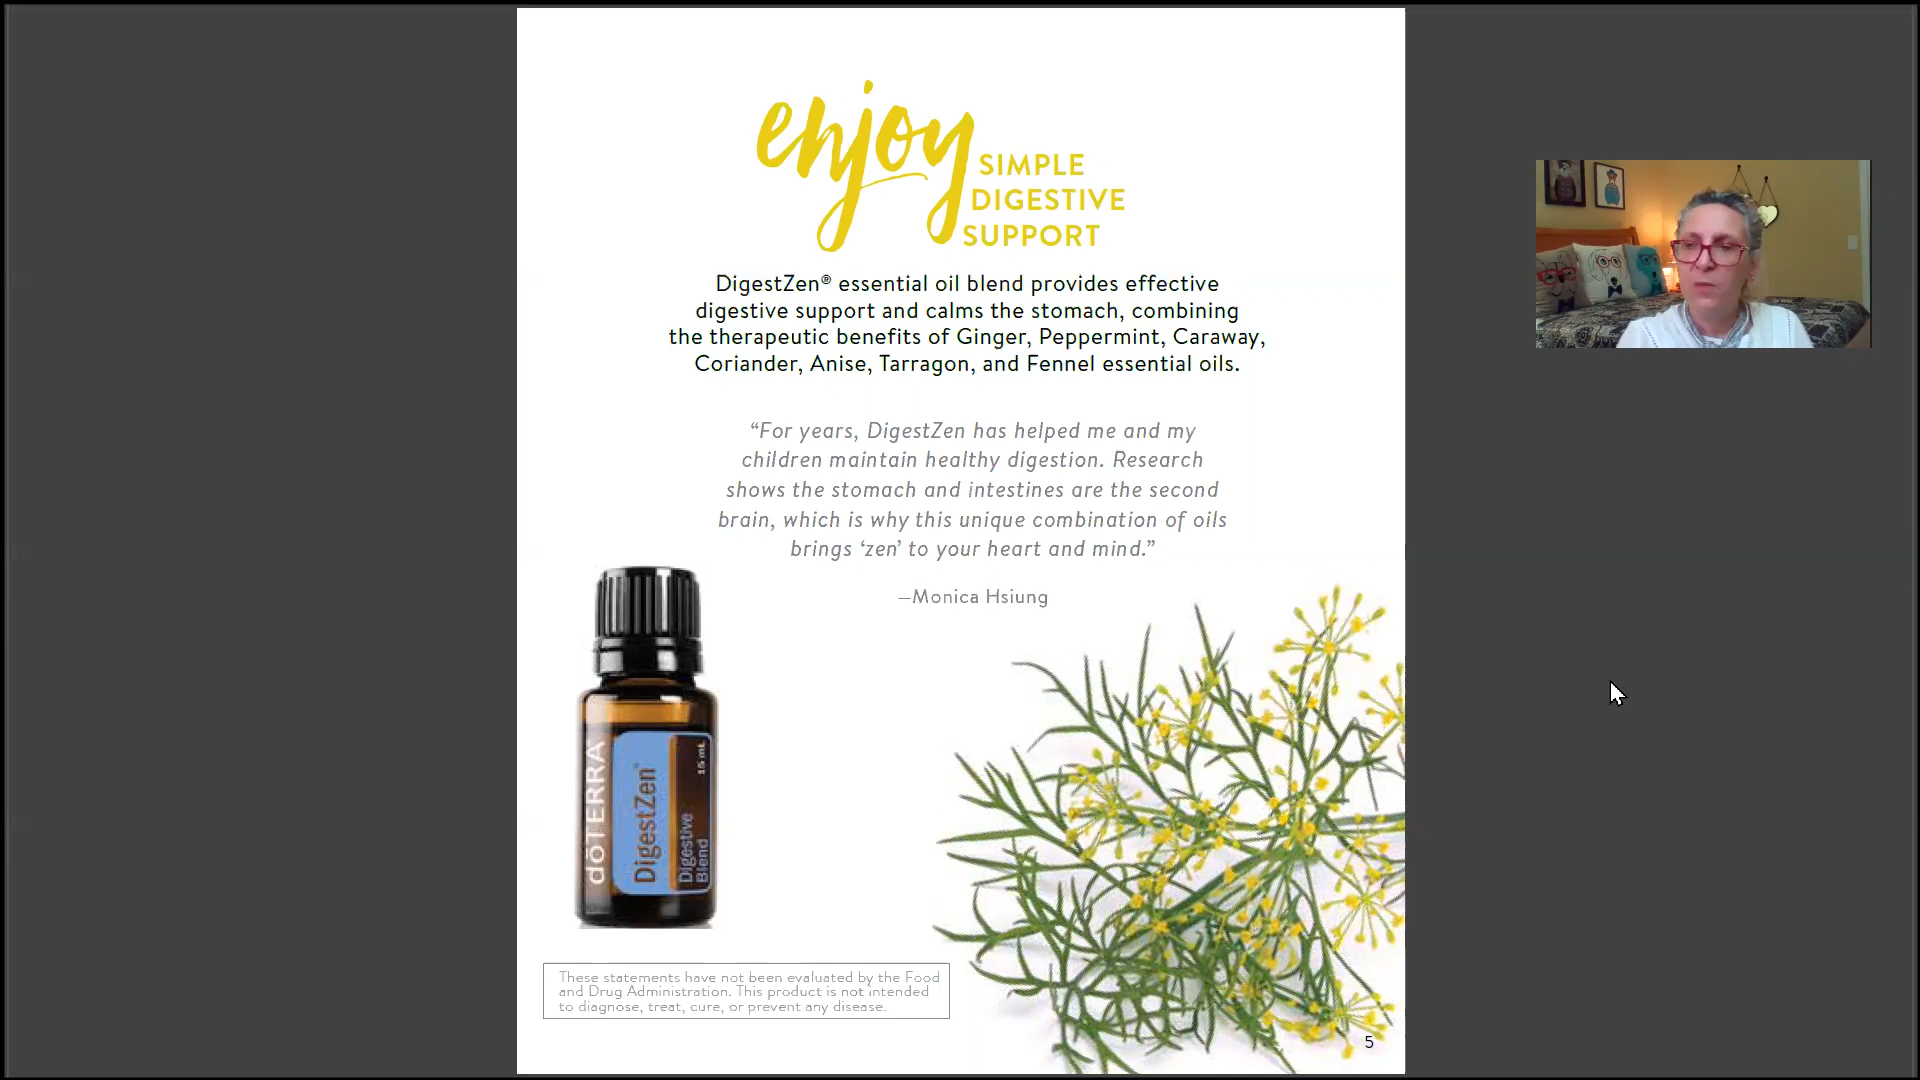 enjoy
SIMPLE
DIGESTIVE
SUPPORT
DigestZen® essential oil blend provides effective
digestive support and calms the stomach, combining
the therapeutic benefits of Ginger, Peppermint, Caraway,
Coriander, Anise, Tarragon, and Fennel essential oils.
“For years, DigestZen has helped me and my
children maintain healthy digestion. Research
shows the stomach and intestines are the second
brain, which is why this unique combination of oils
brings ‘zen’ to your heart and mind.”
—Monica Hsiung
dōTERRA
DigestZen
Digestive
Blend
15 mL
These statements have not been evaluated by the Food
and Drug Administration. This product is not intended
to diagnose, treat, cure, or prevent any disease.
5